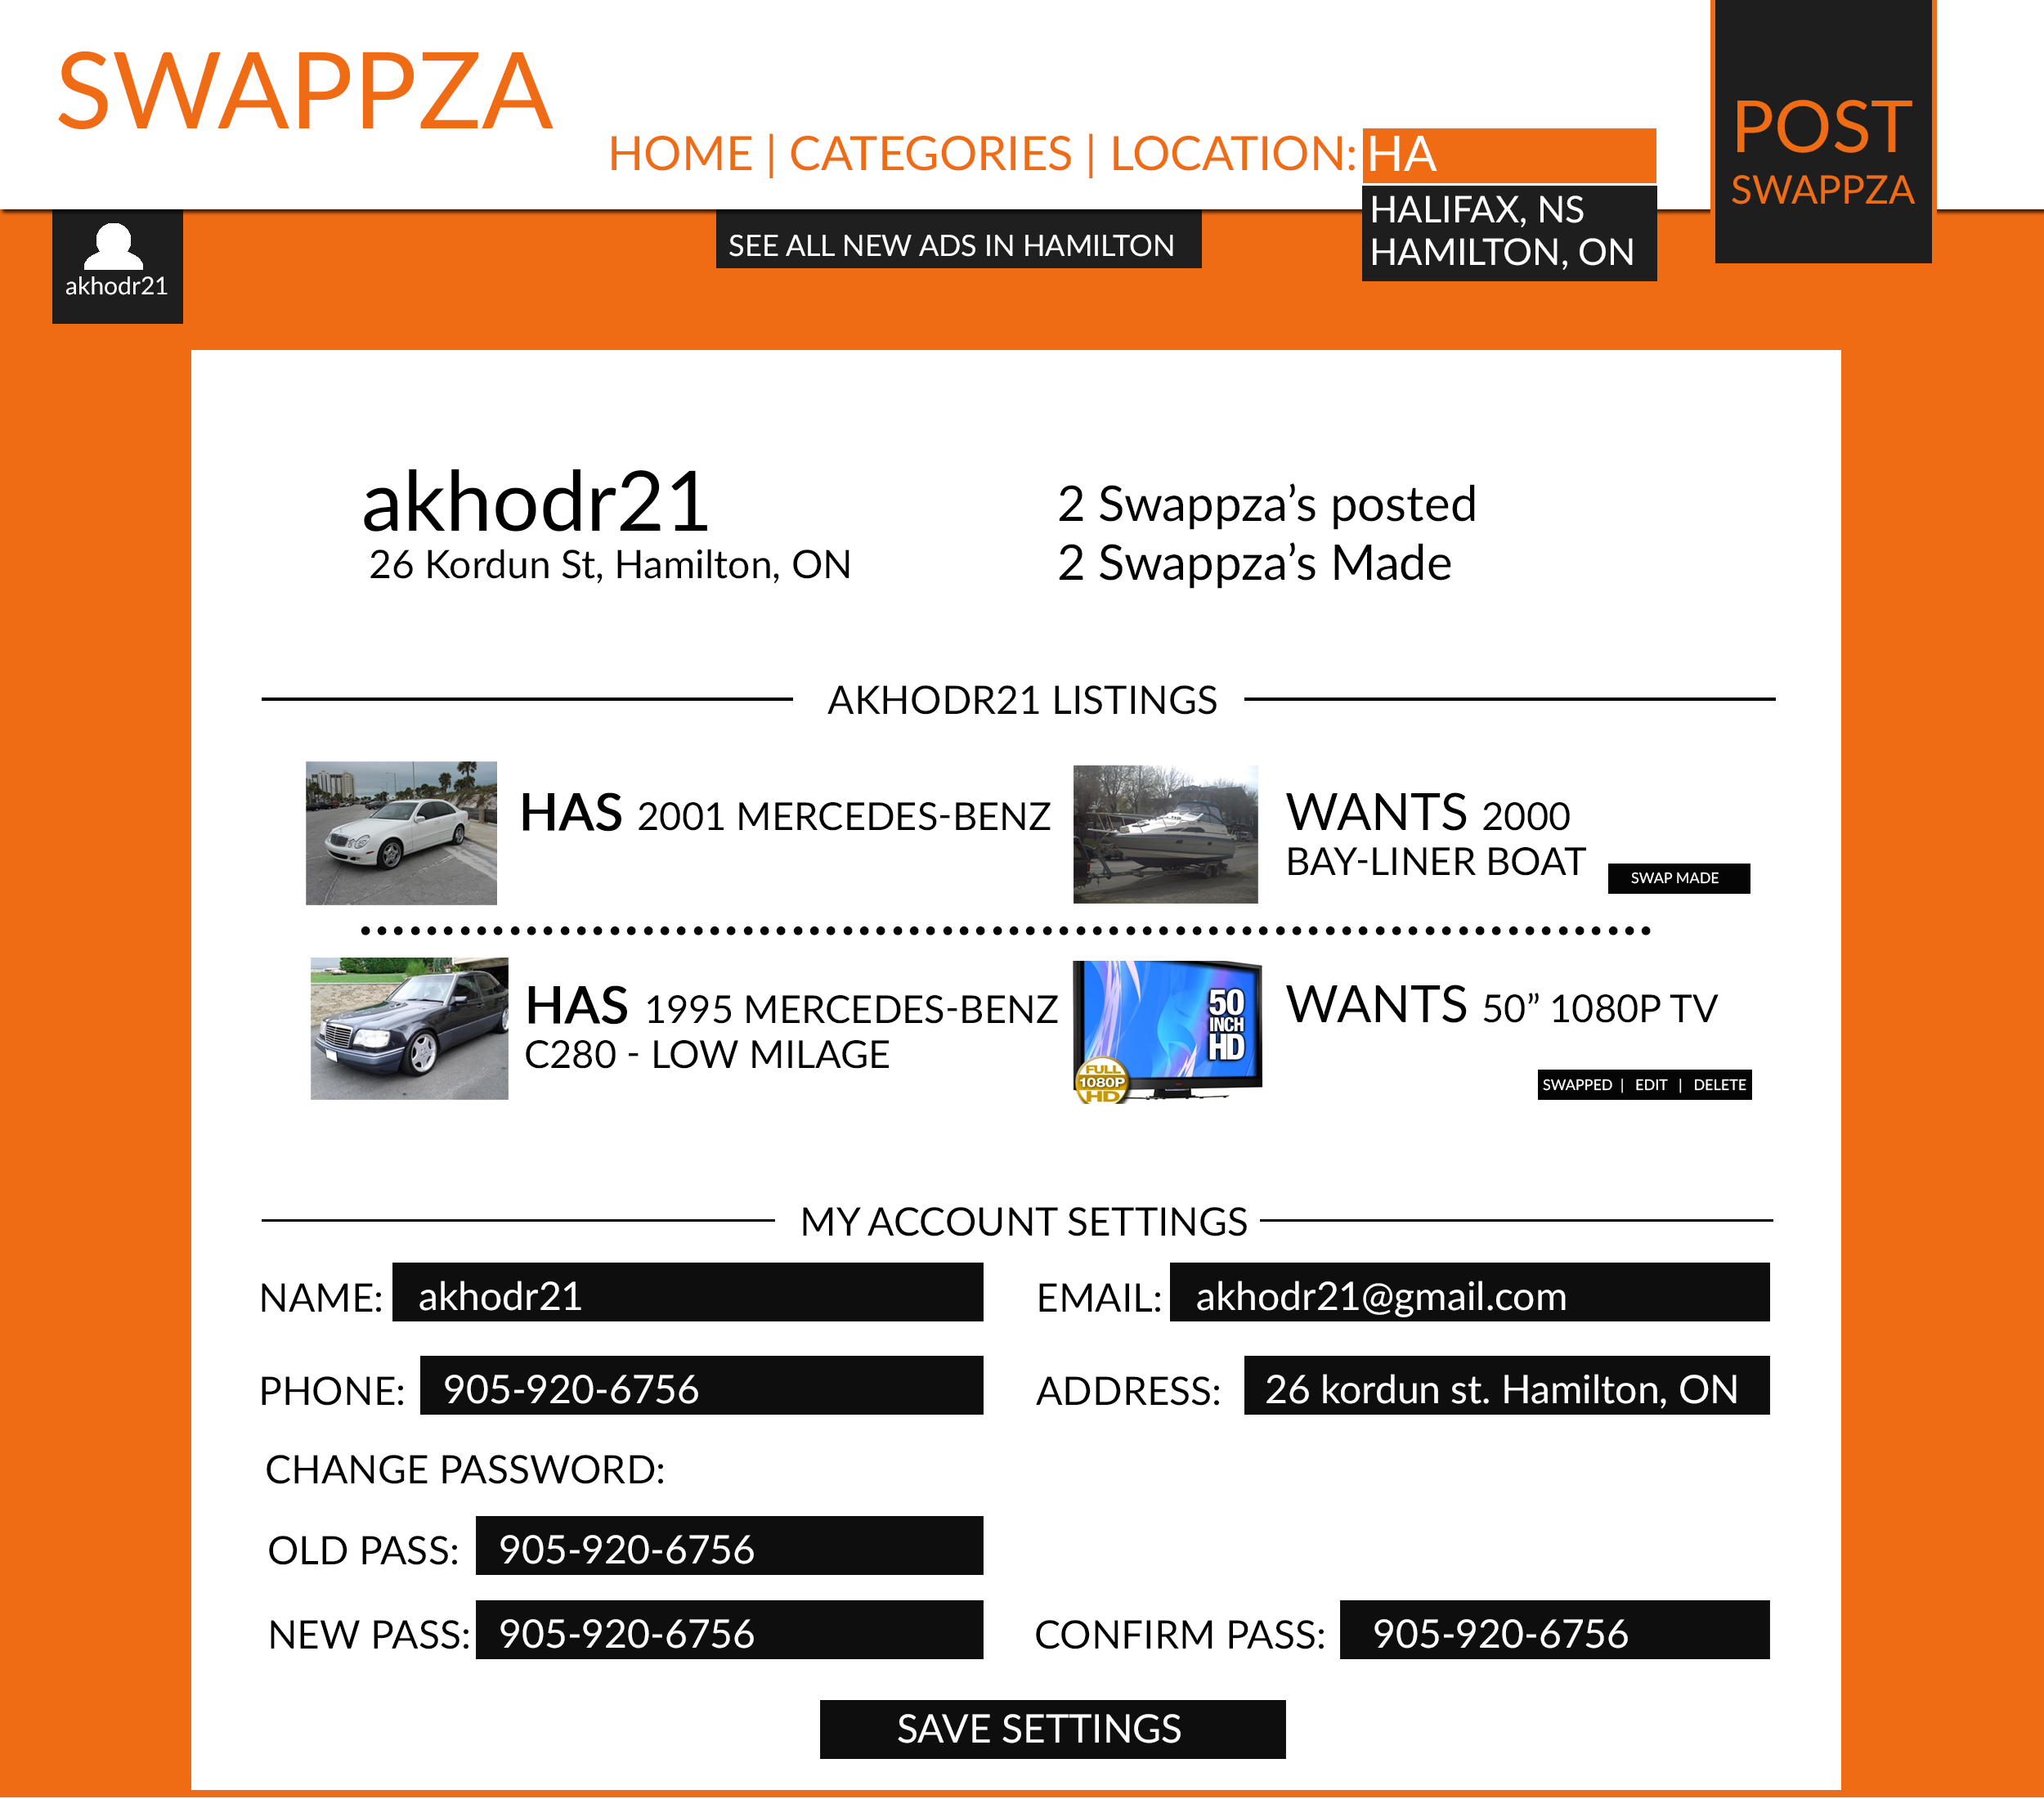 SWAPPZA
HOME | CATEGORIES | LOCATION: HA
POST
SWAPPZA
HALIFAX, NS
HAMILTON, ON
SEE ALL NEW ADS IN HAMILTON
akhodr21
akhodr21
26 Kordun St, Hamilton, ON
2 Swappza’s posted
2 Swappza’s Made
AKHODR21 LISTINGS
HAS 2001 MERCEDES-BENZ
WANTS 2000
BAY-LINER BOAT
SWAP MADE
HAS 1995 MERCEDES-BENZ
C280 - LOW MILAGE
50
INCH
HD
FULL
1080P
HD
WANTS 50” 1080P TV
SWAPPED | EDIT | DELETE
MY ACCOUNT SETTINGS
NAME: akhodr21
EMAIL: akhodr21@gmail.com
PHONE: 905-920-6756
ADDRESS: 26 kordun st. Hamilton, ON
CHANGE PASSWORD:
OLD PASS: 905-920-6756
NEW PASS: 905-920-6756
CONFIRM PASS: 905-920-6756
SAVE SETTINGS